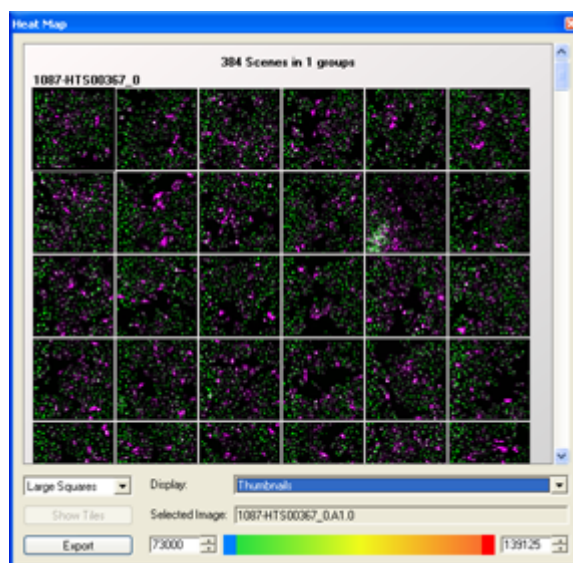 Heat Map
384 Scenes in 1 groups
1087-HTS00367_0
Large Squares
Display:
Thumbnails
Show Tiles
Selected Image:
1087-HTS00367_0.A1.0
Export
73000
139125